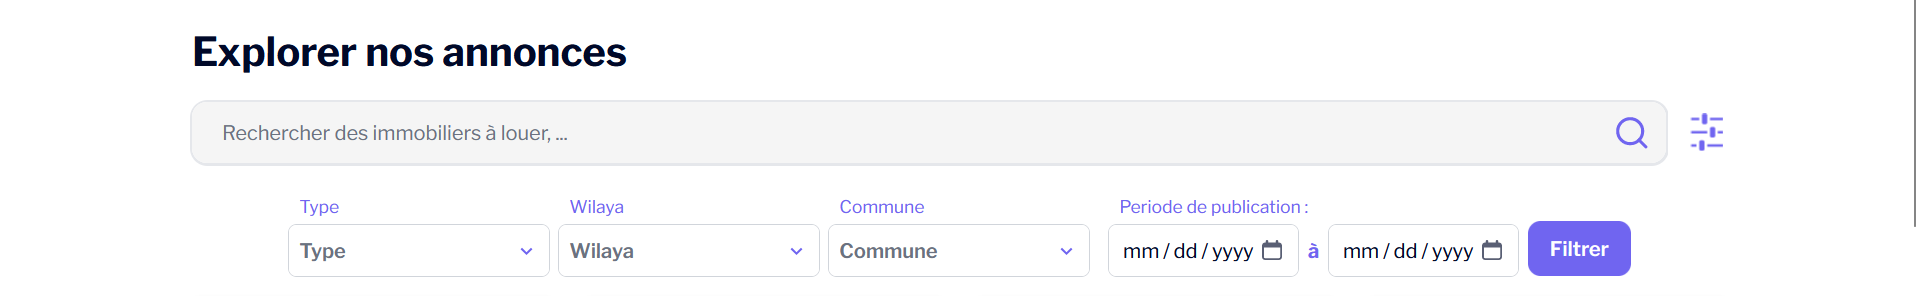 Explorer nos annonces
Rechercher des immobiliers à louer, ...
Type Wilaya Commune Periode de publication :
Type Wilaya Commune mm / dd / yyyy à mm / dd / yyyy Filtrer